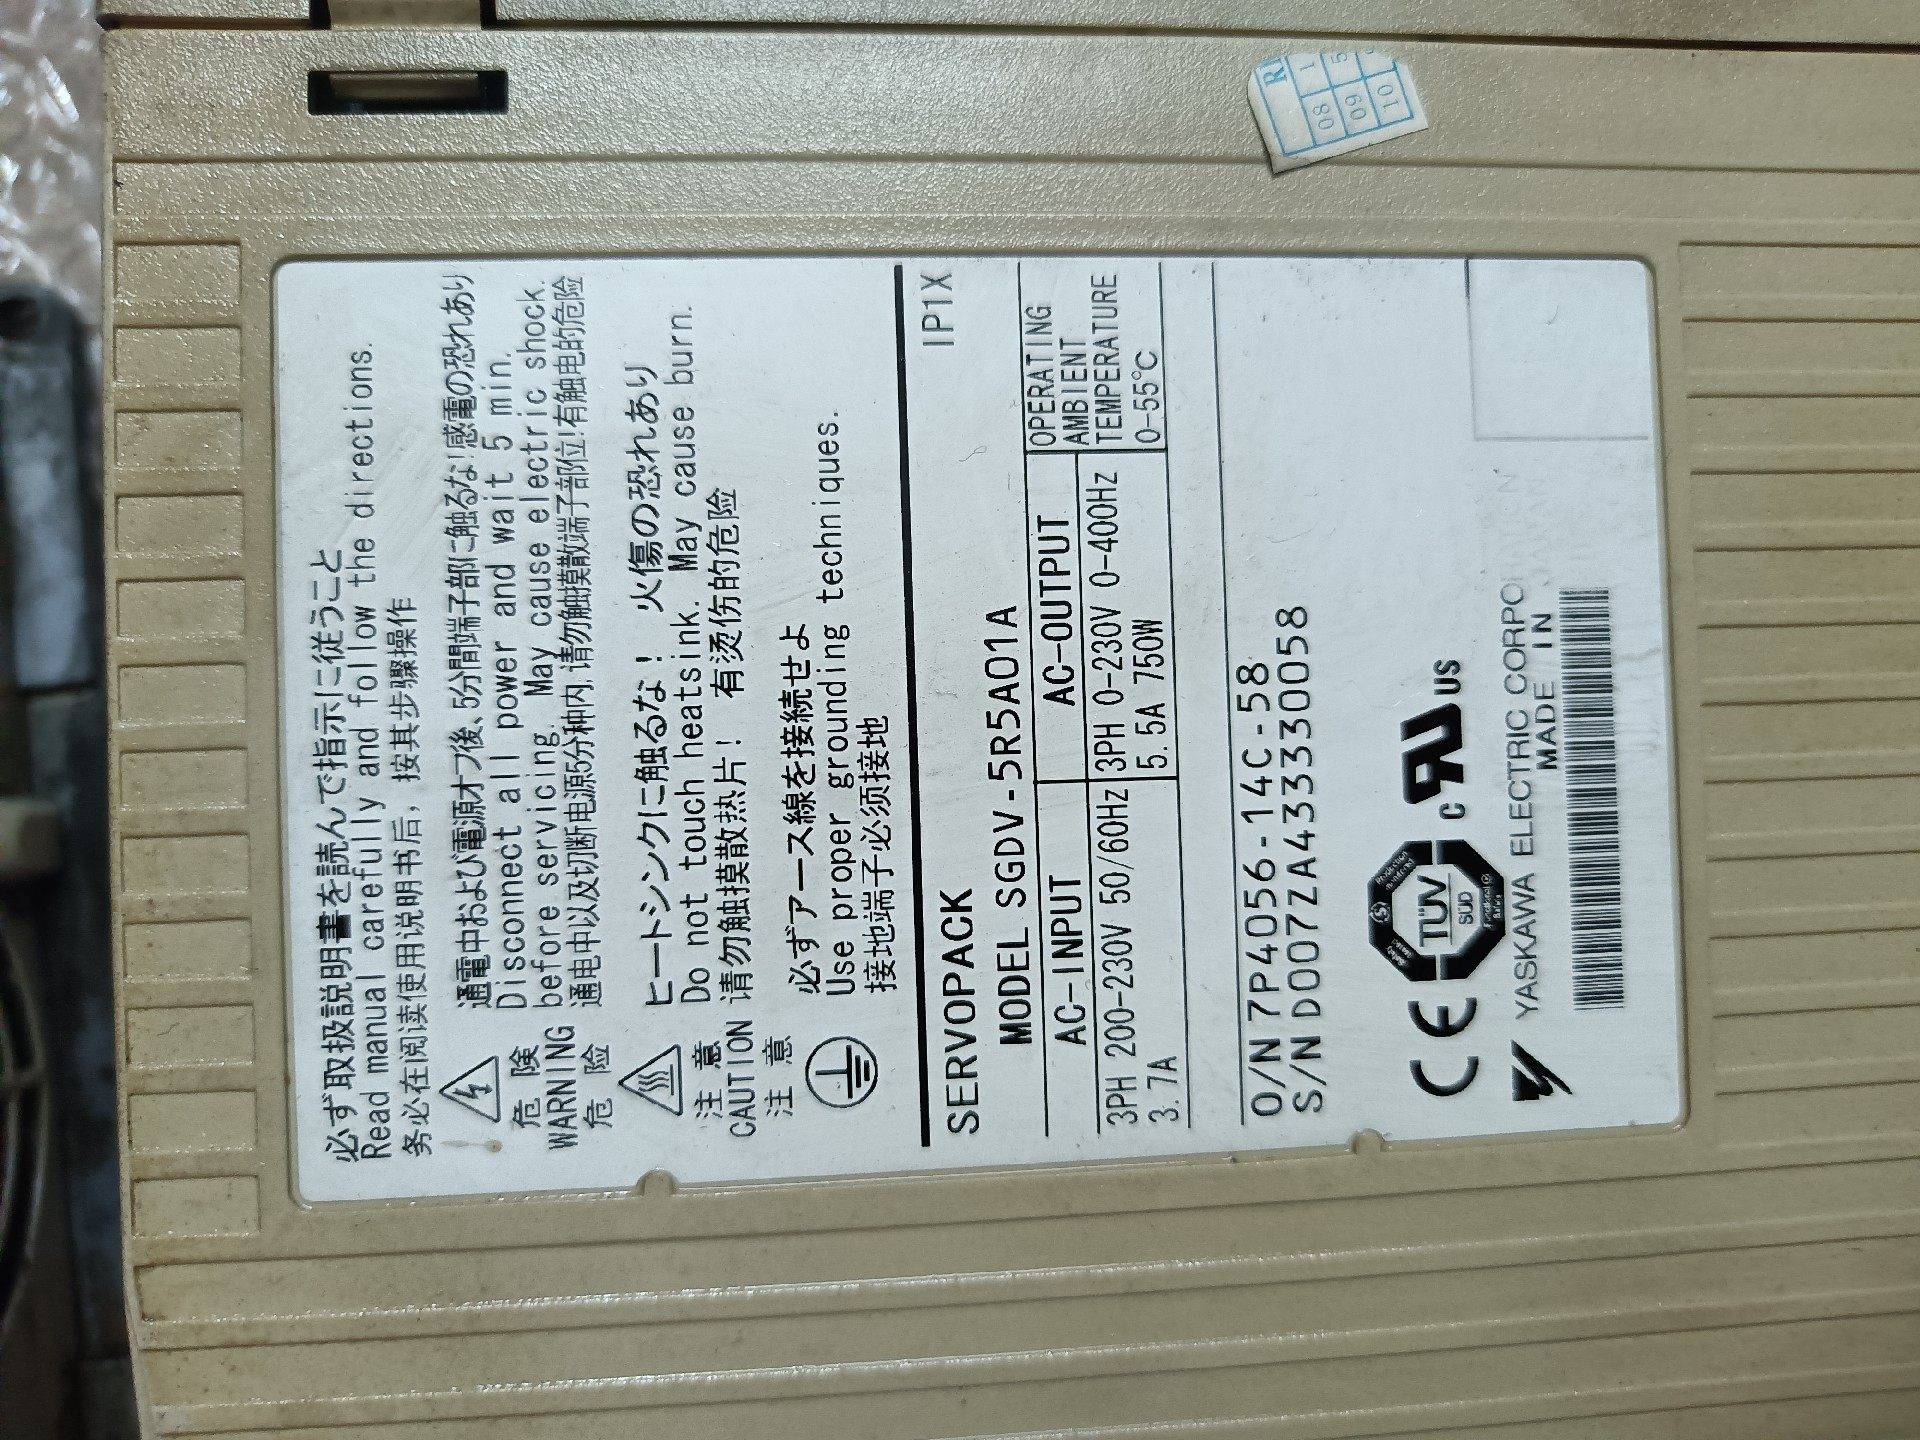 必ず取扱説明書を読んで指示に従うこと
Read manual carefully and follow the directions.
务必在阅读使用说明书后，按其步骤操作
危険
WARNING
危险
通電中および電源オフ後、5分間端子部に触るな!感電の恐れあり
Disconnect all power and wait 5 min.
before servicing. May cause electric shock.
通电中以及切断电源5分种内,请勿触摸散端子部位!有触电的危险
注意
CAUTION
注意
ヒートシンクに触るな! 火傷の恐れあり
Do not touch heatsink. May cause burn.
请勿触摸散热片! 有烫伤的危险
必ずアース線を接続せよ
Use proper grounding techniques.
接地端子必须接地
SERVOPACK IP1X
MODEL SGDV-5R5A01A
AC-INPUT
3PH 200-230V 50/60Hz
3.7A
AC-OUTPUT
3PH 0-230V 0-400Hz
5.5A 750W
OPERATING
AMBIENT
TEMPERATURE
0-55℃
O/N 7P4056-14C-58
S/N D007ZA433330058
CE
TÜV
SÜD
c US
YASKAWA ELECTRIC CORPO
MADE IN
08 1
09 5
10